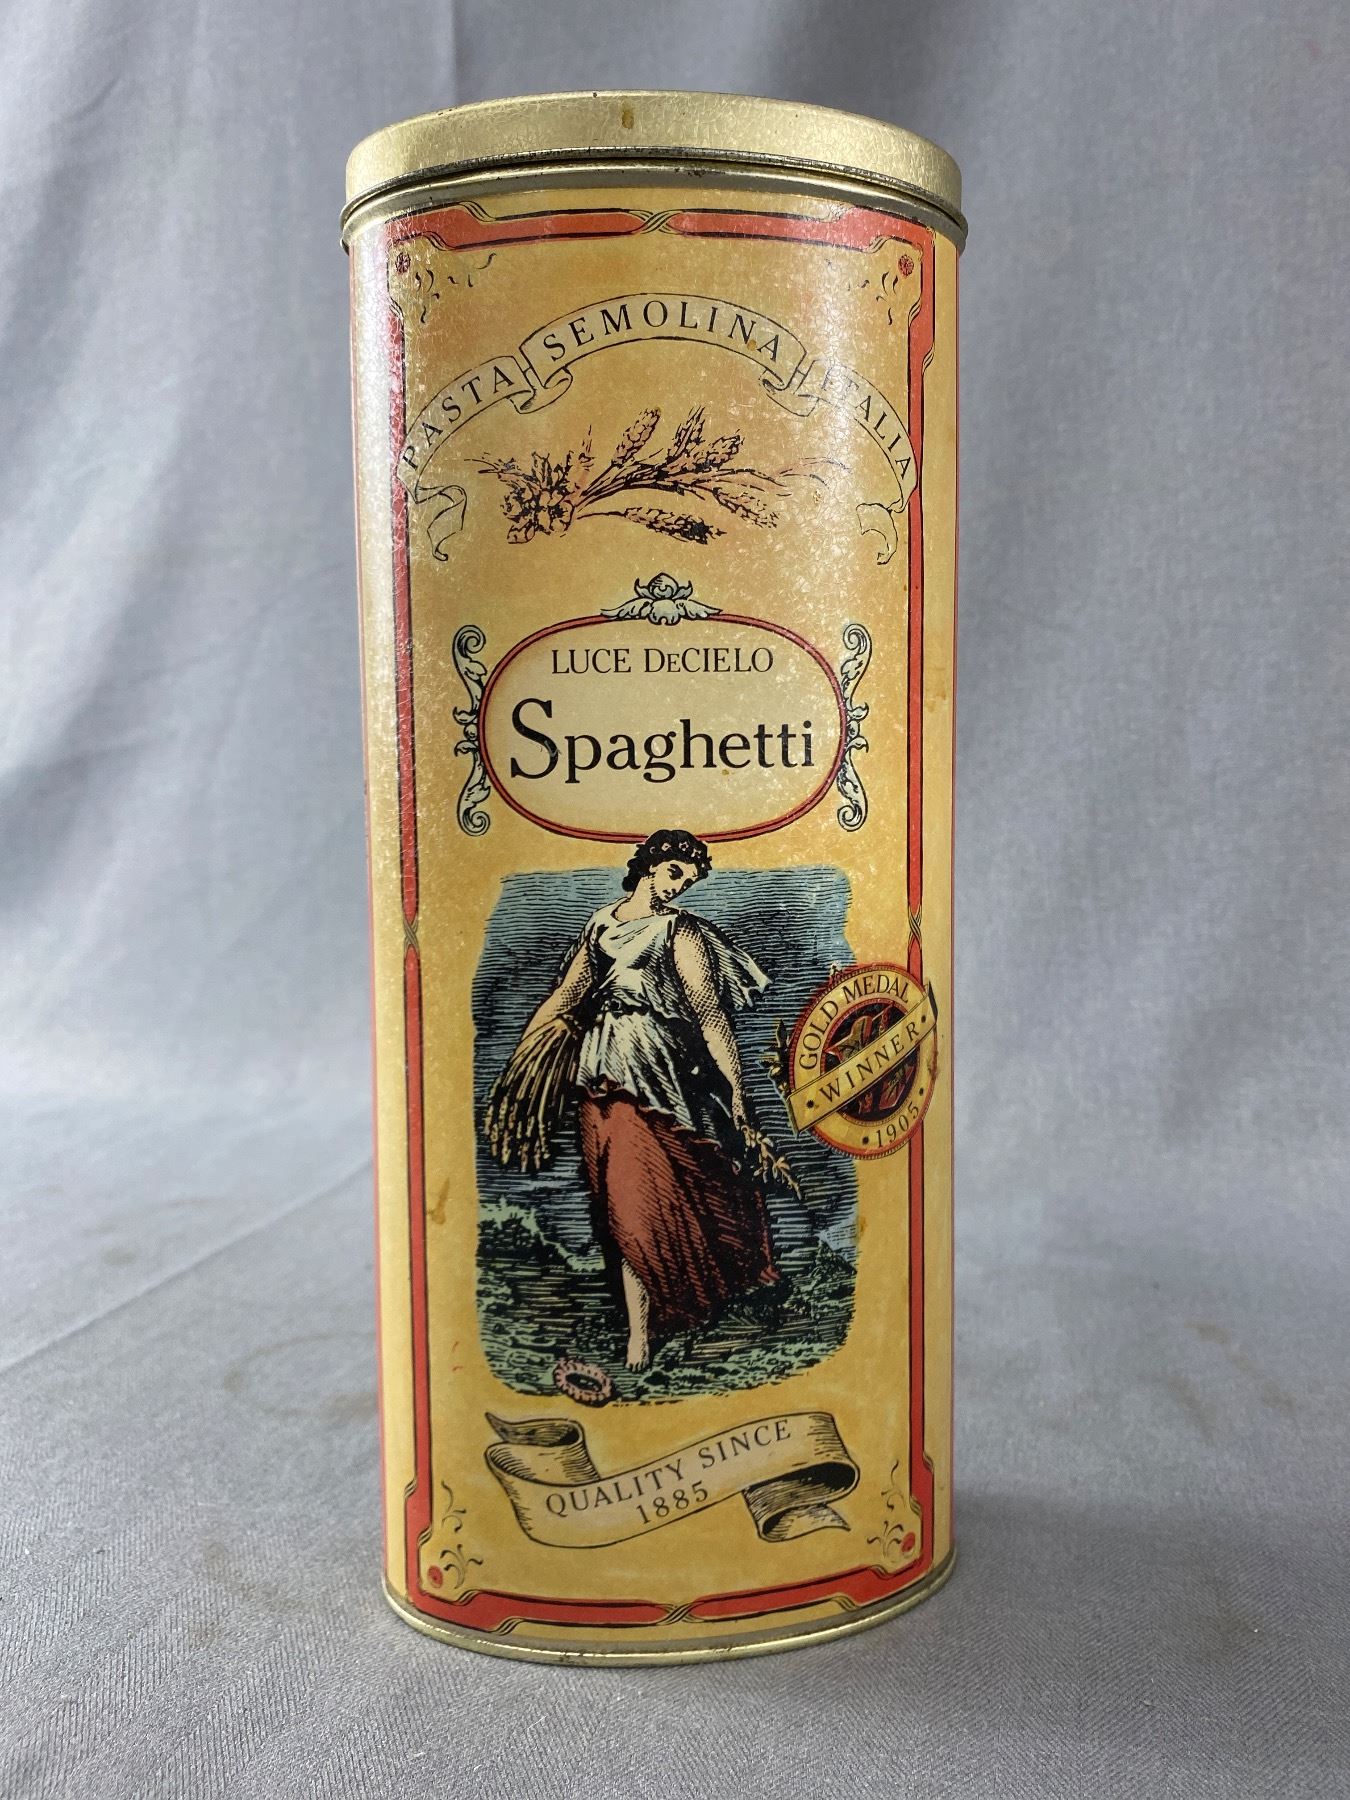 PASTA SEMOLINA ITALIA
LUCE DECIELO
Spaghetti
GOLD MEDAL
WINNER
1905
QUALITY SINCE
1885